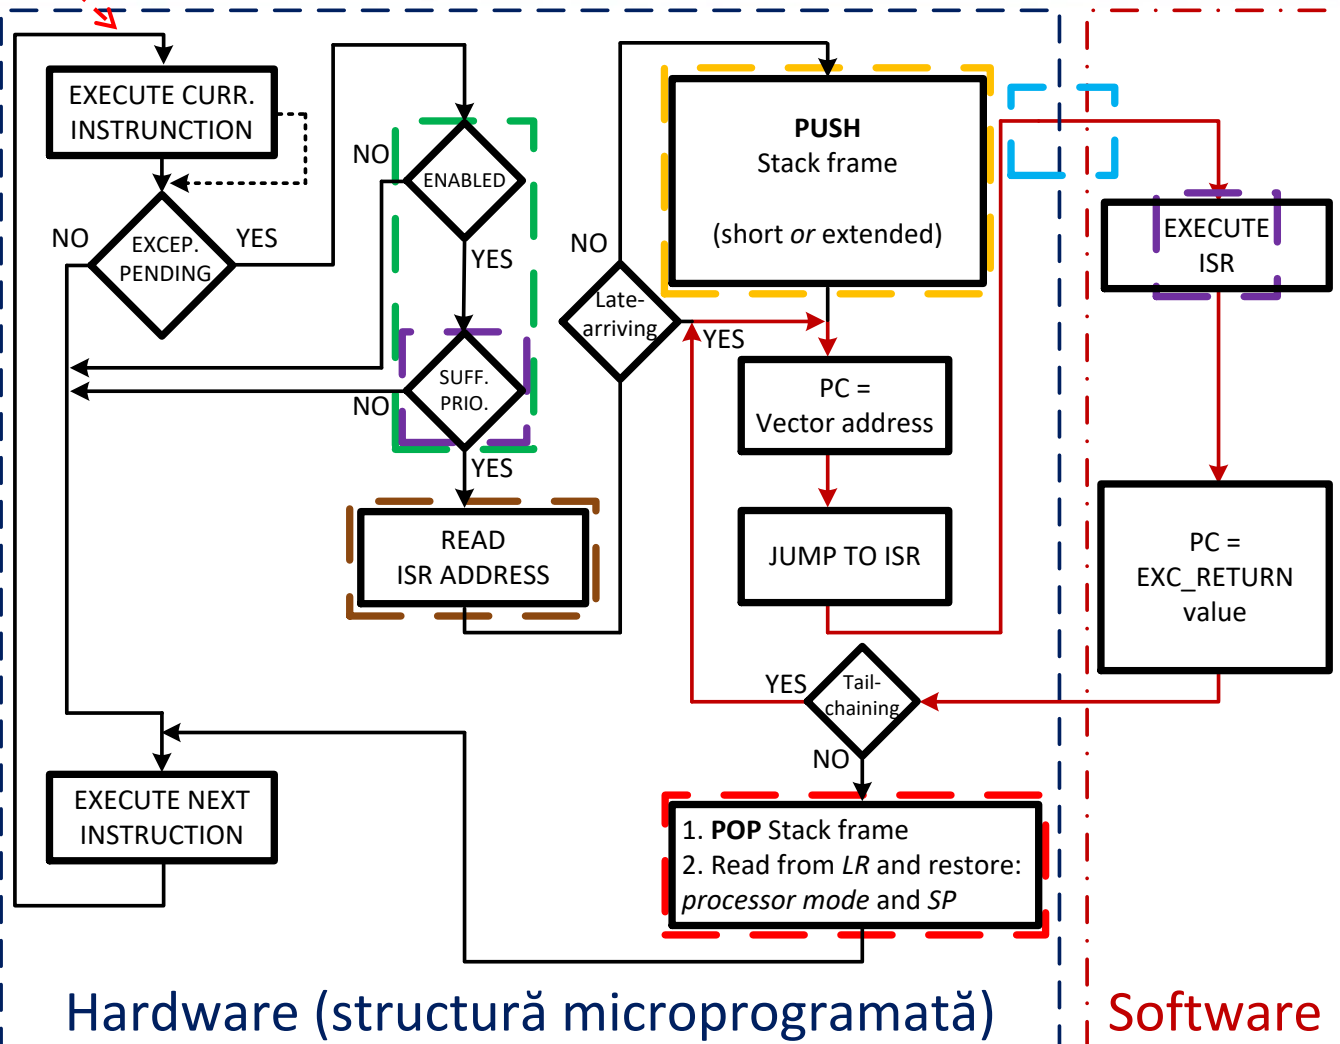 EXECUTE CURR.
INSTRUNCTION
EXCEP.
PENDING
NO
YES
NO
ENABLED
YES
SUFF.
PRIO.
NO
YES
READ
ISR ADDRESS
NO
Late-
arriving
YES
PUSH
Stack frame
(short or extended)
PC =
Vector address
JUMP TO ISR
EXECUTE
ISR
PC =
EXC_RETURN
value
YES
Tail-
chaining
NO
1. POP Stack frame
2. Read from LR and restore:
processor mode and SP
EXECUTE NEXT
INSTRUCTION
Hardware (structură microprogramată)
Software